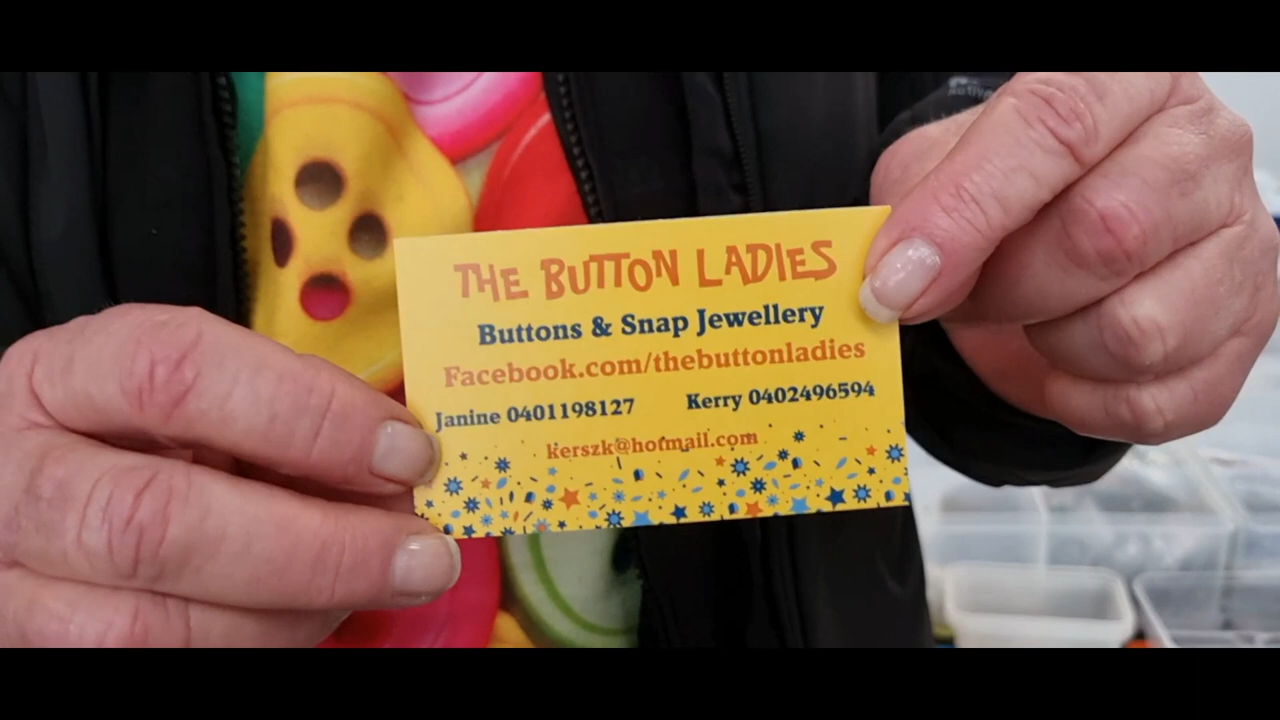 THE BUTTON LADIES
Buttons & Snap Jewellery
Facebook.com/thebuttonladies
Janine 0401198127 Kerry 0402496594
kerszk@hotmail.com